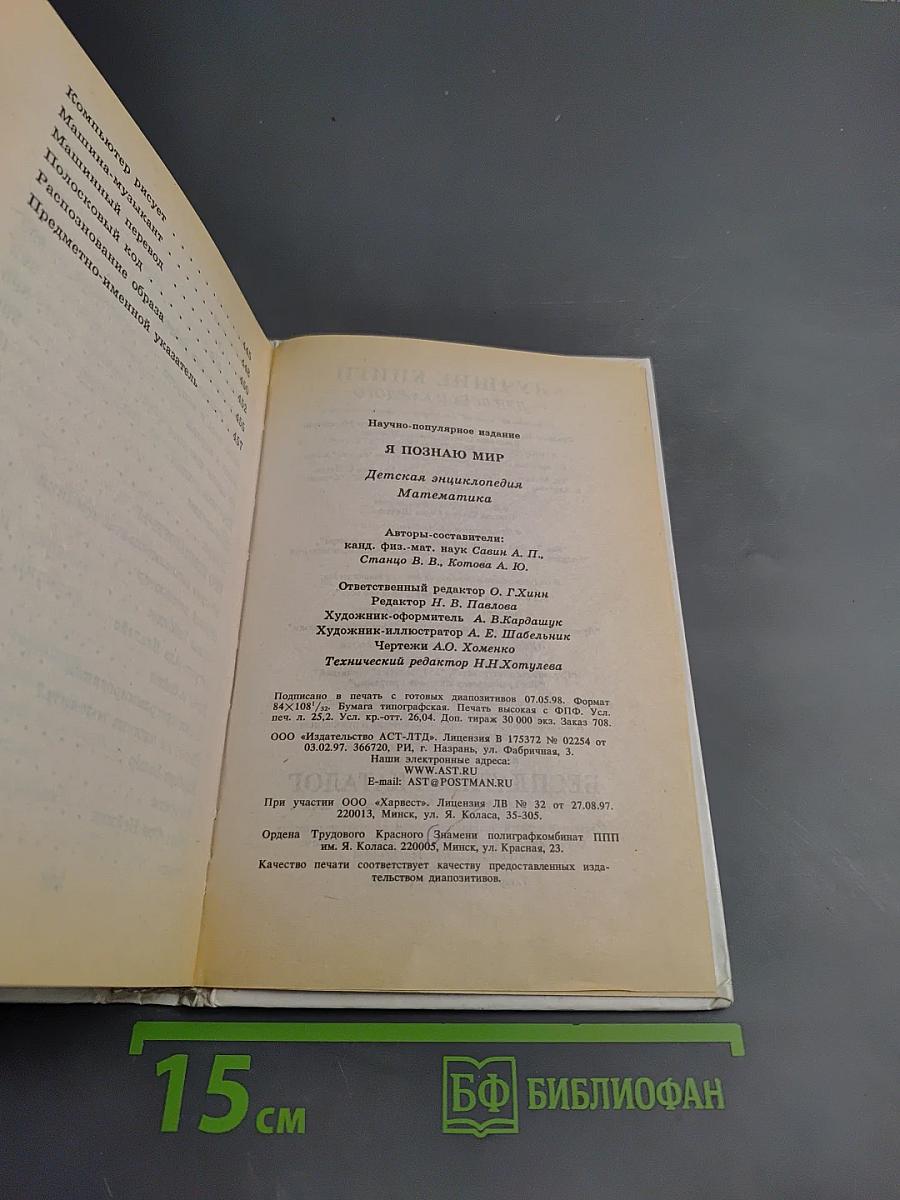 Компьютер рисует . . . . . . 445
Машина-музыкант . . . . . . 448
Машинный перевод . . . . . . 450
Полосковый код . . . . . . 452
Распознование образа . . . . . . 455
Предметно-именной указатель . . . 457
Научно-популярное издание
Я ПОЗНАЮ МИР
Детская энциклопедия
Математика
Авторы-составители:
канд. физ.-мат. наук Савин А. П.,
Станцо В. В., Котова А. Ю.
Ответственный редактор О. Г.Хинн
Редактор Н. В. Павлова
Художник-оформитель А. В.Кардашук
Художник-иллюстратор А. Е. Шабельник
Чертежи А.О. Хоменко
Технический редактор Н.Н.Хотулева
Подписано в печать с готовых диапозитивов 07.05.98. Формат
84×108¹/₃₂. Бумага типографская. Печать высокая с ФПФ. Усл.
печ. л. 25,2. Усл. кр.-отт. 26,04. Доп. тираж 30 000 экз. Заказ 708.
ООО «Издательство АСТ-ЛТД». Лицензия В 175372 № 02254 от
03.02.97. 366720, РИ, г. Назрань, ул. Фабричная, 3.
Наши электронные адреса:
WWW.AST.RU
E-mail: AST@POSTMAN.RU
При участии ООО «Харвест». Лицензия ЛВ № 32 от 27.08.97.
220013, Минск, ул. Я. Коласа, 35-305.
Ордена Трудового Красного Знамени полиграфкомбинат ППП
им. Я. Коласа. 220005, Минск, ул. Красная, 23.
Качество печати соответствует качеству предоставленных изда-
тельством диапозитивов.
15 см
БФ БИБЛИОФАН